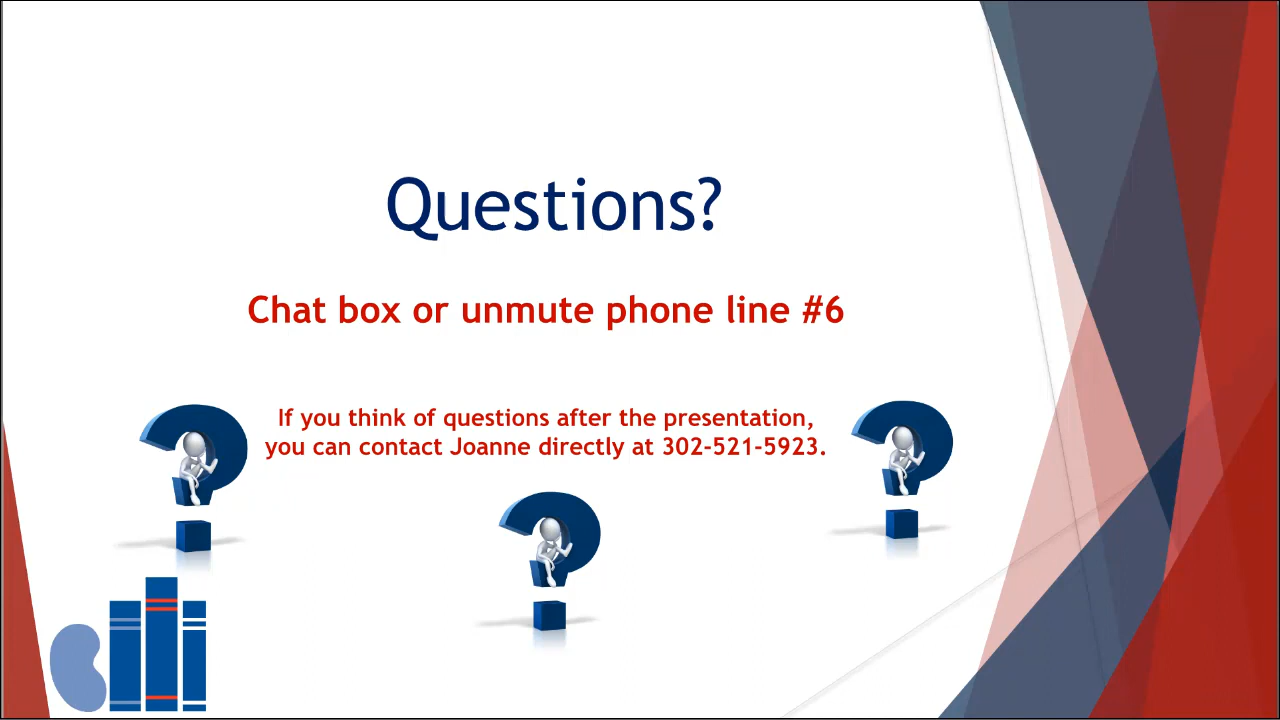 Questions?
Chat box or unmute phone line #6
If you think of questions after the presentation,
you can contact Joanne directly at 302-521-5923.